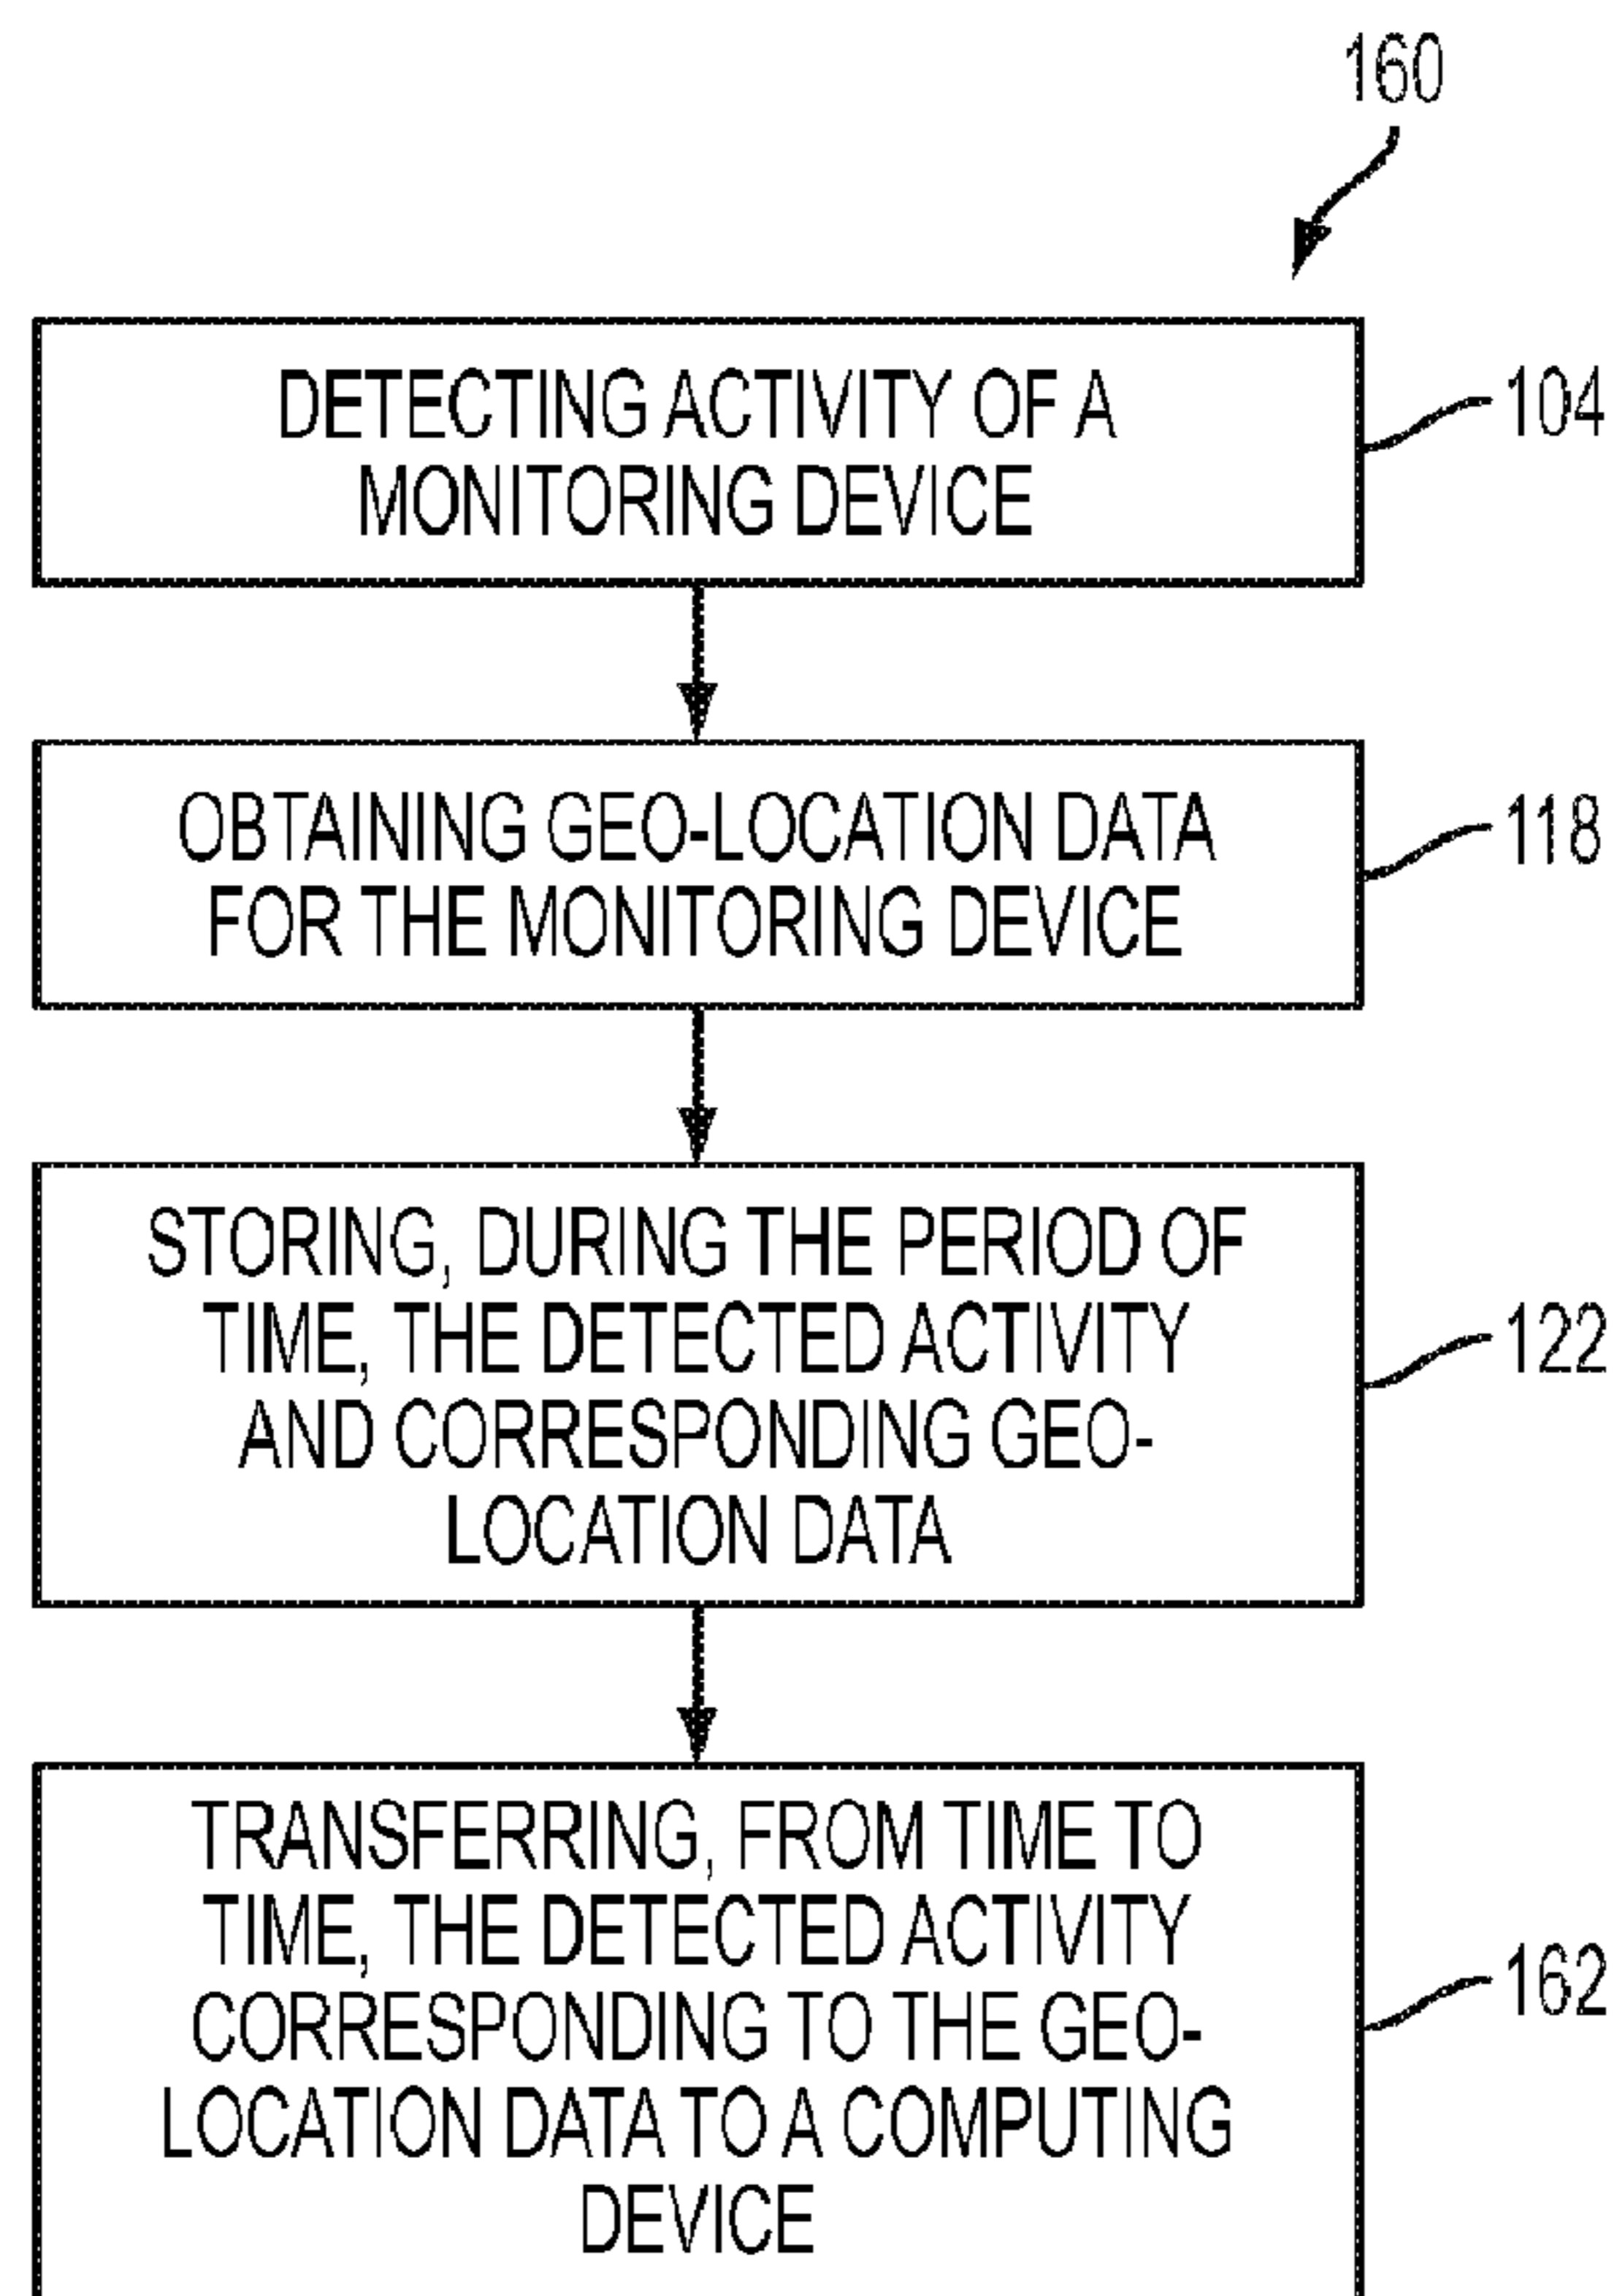 160
DETECTING ACTIVITY OF A
MONITORING DEVICE
104
OBTAINING GEO-LOCATION DATA
FOR THE MONITORING DEVICE
118
STORING, DURING THE PERIOD OF
TIME, THE DETECTED ACTIVITY
AND CORRESPONDING GEO-
LOCATION DATA
122
TRANSFERRING, FROM TIME TO
TIME, THE DETECTED ACTIVITY
CORRESPONDING TO THE GEO-
LOCATION DATA TO A COMPUTING
DEVICE
162